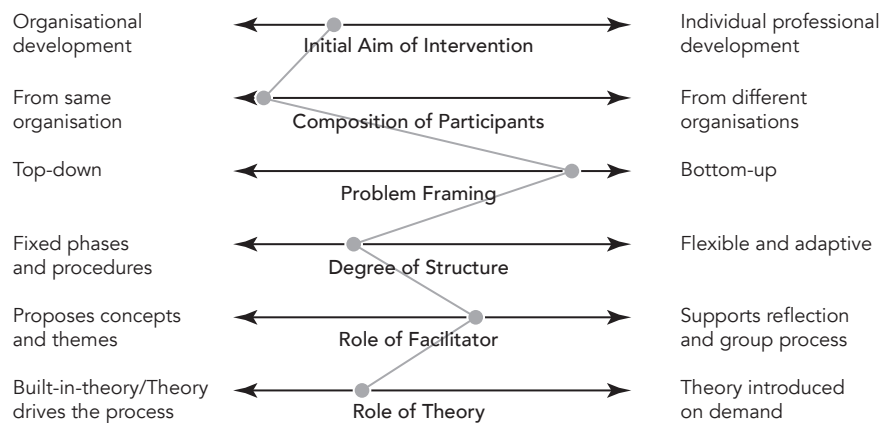 Organisational
development
Initial Aim of Intervention
Individual professional
development
From same
organisation
Composition of Participants
From different
organisations
Top-down
Problem Framing
Bottom-up
Fixed phases
and procedures
Degree of Structure
Flexible and adaptive
Proposes concepts
and themes
Role of Facilitator
Supports reflection
and group process
Built-in-theory/Theory
drives the process
Role of Theory
Theory introduced
on demand